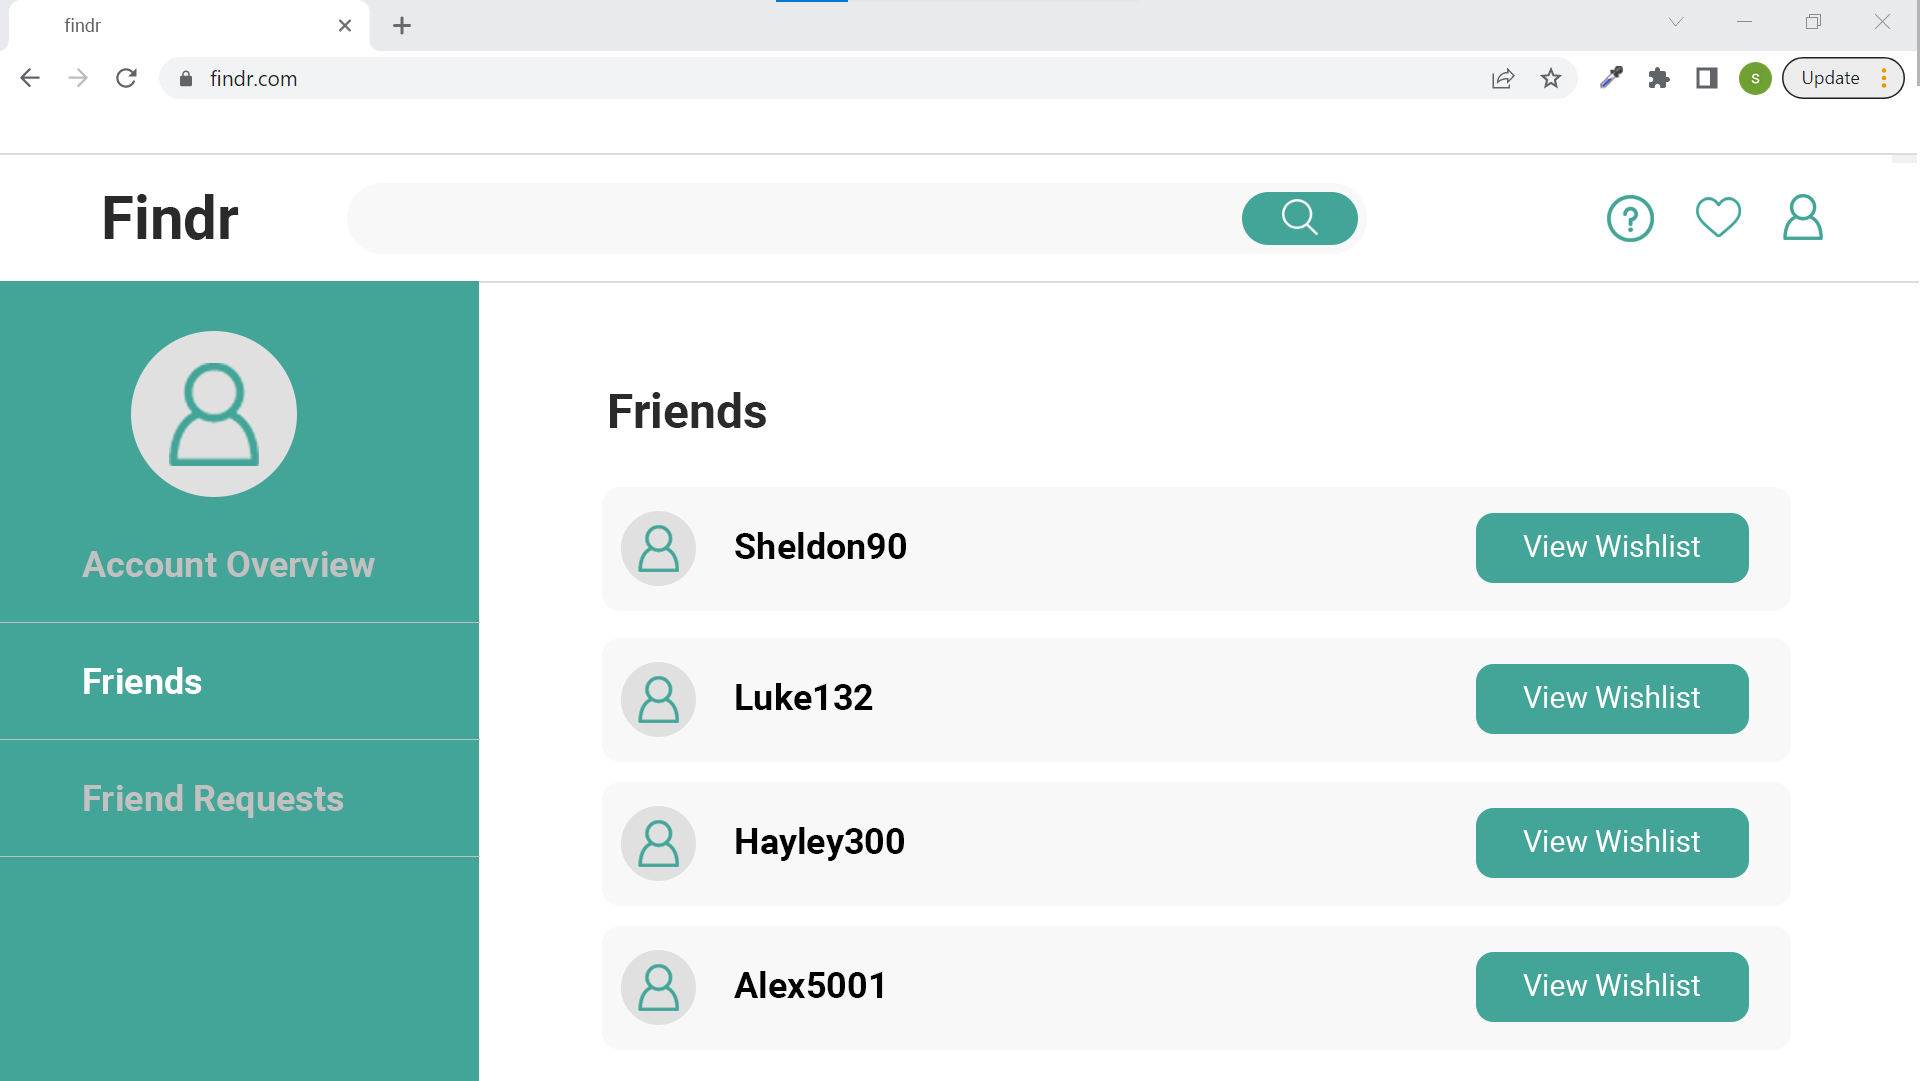 findr
findr.com
S
Update
Findr
?
Account Overview
Friends
Friend Requests
Friends
Sheldon90
View Wishlist
Luke132
View Wishlist
Hayley300
View Wishlist
Alex5001
View Wishlist